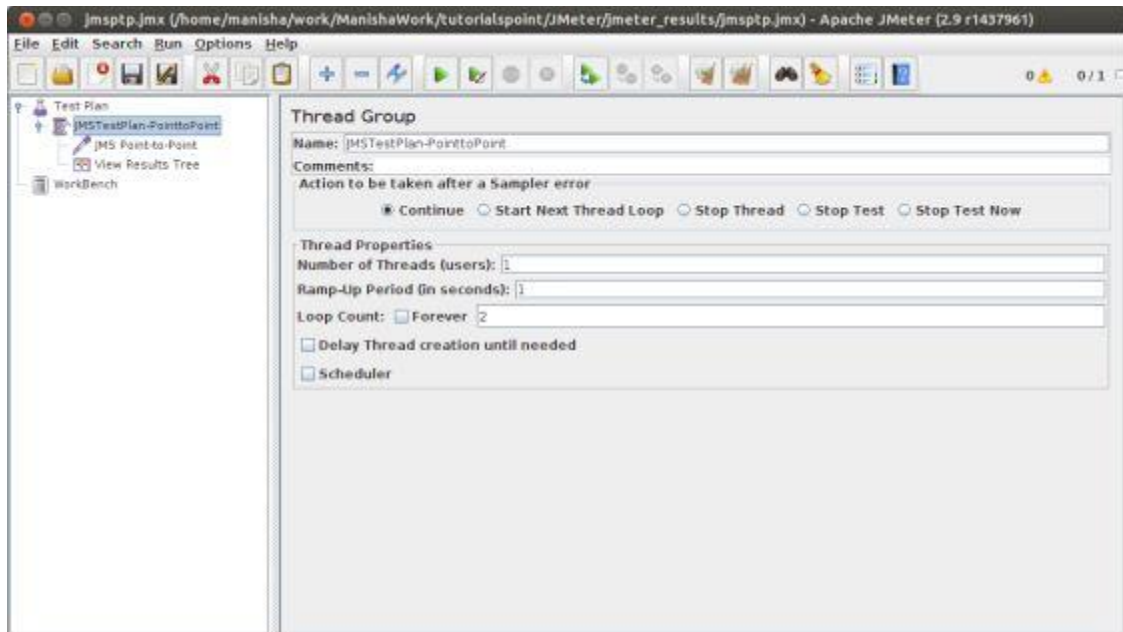 jmsptp.jmx (/home/manisha/work/ManishaWork/tutorialspoint/JMeter/jmeter_results/jmsptp.jmx) - Apache JMeter (2.9 r1437961)
File Edit Search Run Options Help
0 0/1
Test Plan
JMSTestPlan-PointtoPoint
JMS Point-to-Point
View Results Tree
WorkBench
Thread Group
Name: JMSTestPlan-PointtoPoint
Comments:
Action to be taken after a Sampler error
Continue Start Next Thread Loop Stop Thread Stop Test Stop Test Now
Thread Properties
Number of Threads (users): 1
Ramp-Up Period (in seconds): 1
Loop Count: Forever 2
Delay Thread creation until needed
Scheduler